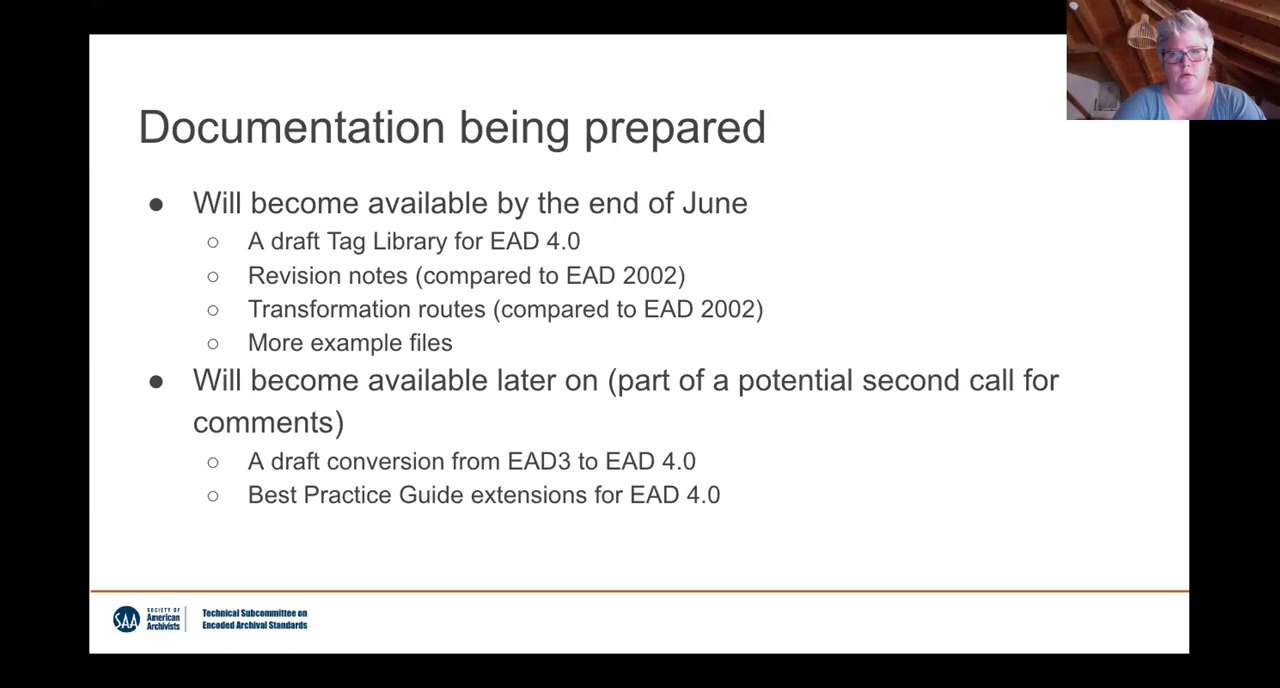 Documentation being prepared
● Will become available by the end of June
○ A draft Tag Library for EAD 4.0
○ Revision notes (compared to EAD 2002)
○ Transformation routes (compared to EAD 2002)
○ More example files
● Will become available later on (part of a potential second call for
comments)
○ A draft conversion from EAD3 to EAD 4.0
○ Best Practice Guide extensions for EAD 4.0
SAA
SOCIETY OF
American
Archivists
Technical Subcommittee on
Encoded Archival Standards